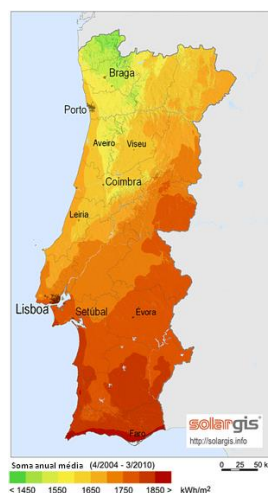 Braga
Porto
Aveiro Viseu
Coimbra
Leiria
Lisboa
Setúbal Évora
Faro
solargis
http://solargis.info
Soma anual média (4/2004 - 3/2010) 0 25 50 k
< 1450 1550 1650 1750 1850 > kWh/m²